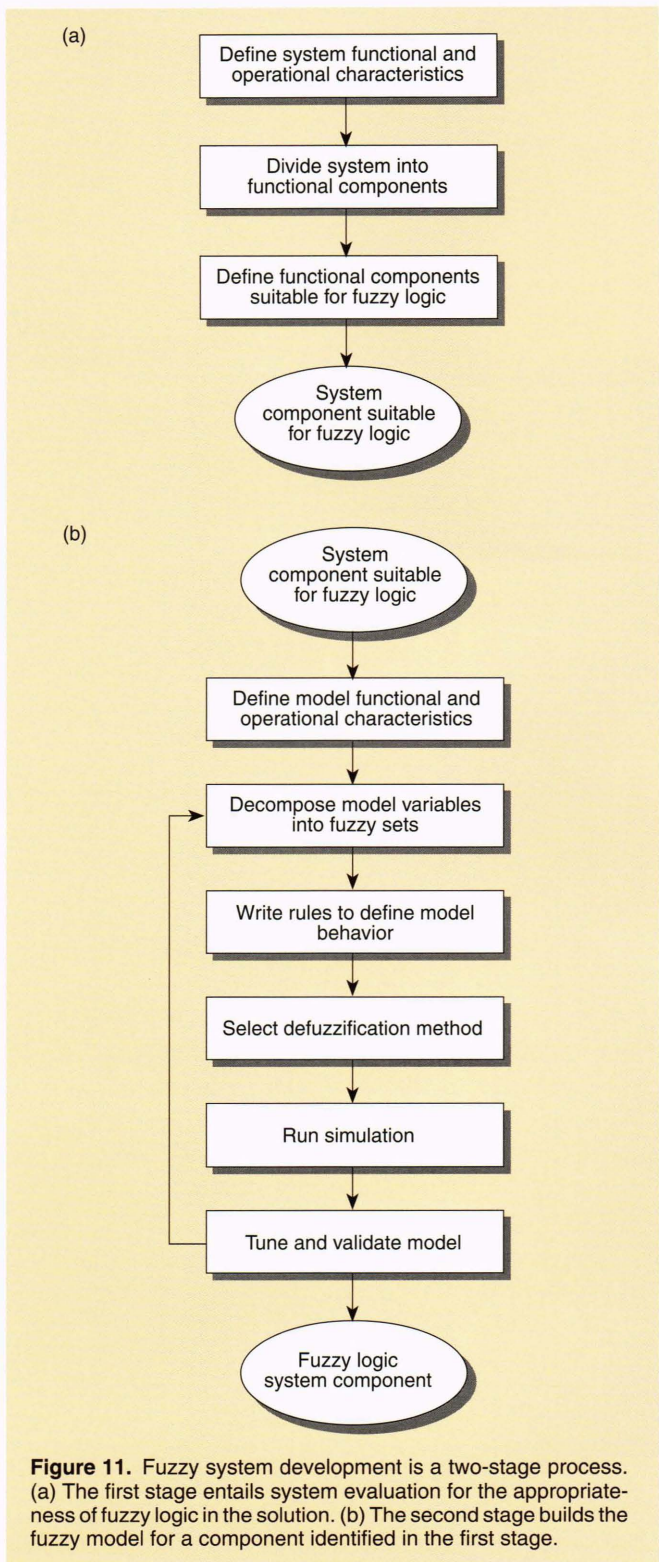 (a)
Define system functional and
operational characteristics
Divide system into
functional components
Define functional components
suitable for fuzzy logic
System
component suitable
for fuzzy logic
(b)
System
component suitable
for fuzzy logic
Define model functional and
operational characteristics
Decompose model variables
into fuzzy sets
Write rules to define model
behavior
Select defuzzification method
Run simulation
Tune and validate model
Fuzzy logic
system component
Figure 11. Fuzzy system development is a two-stage process.
(a) The first stage entails system evaluation for the appropriate-
ness of fuzzy logic in the solution. (b) The second stage builds the
fuzzy model for a component identified in the first stage.